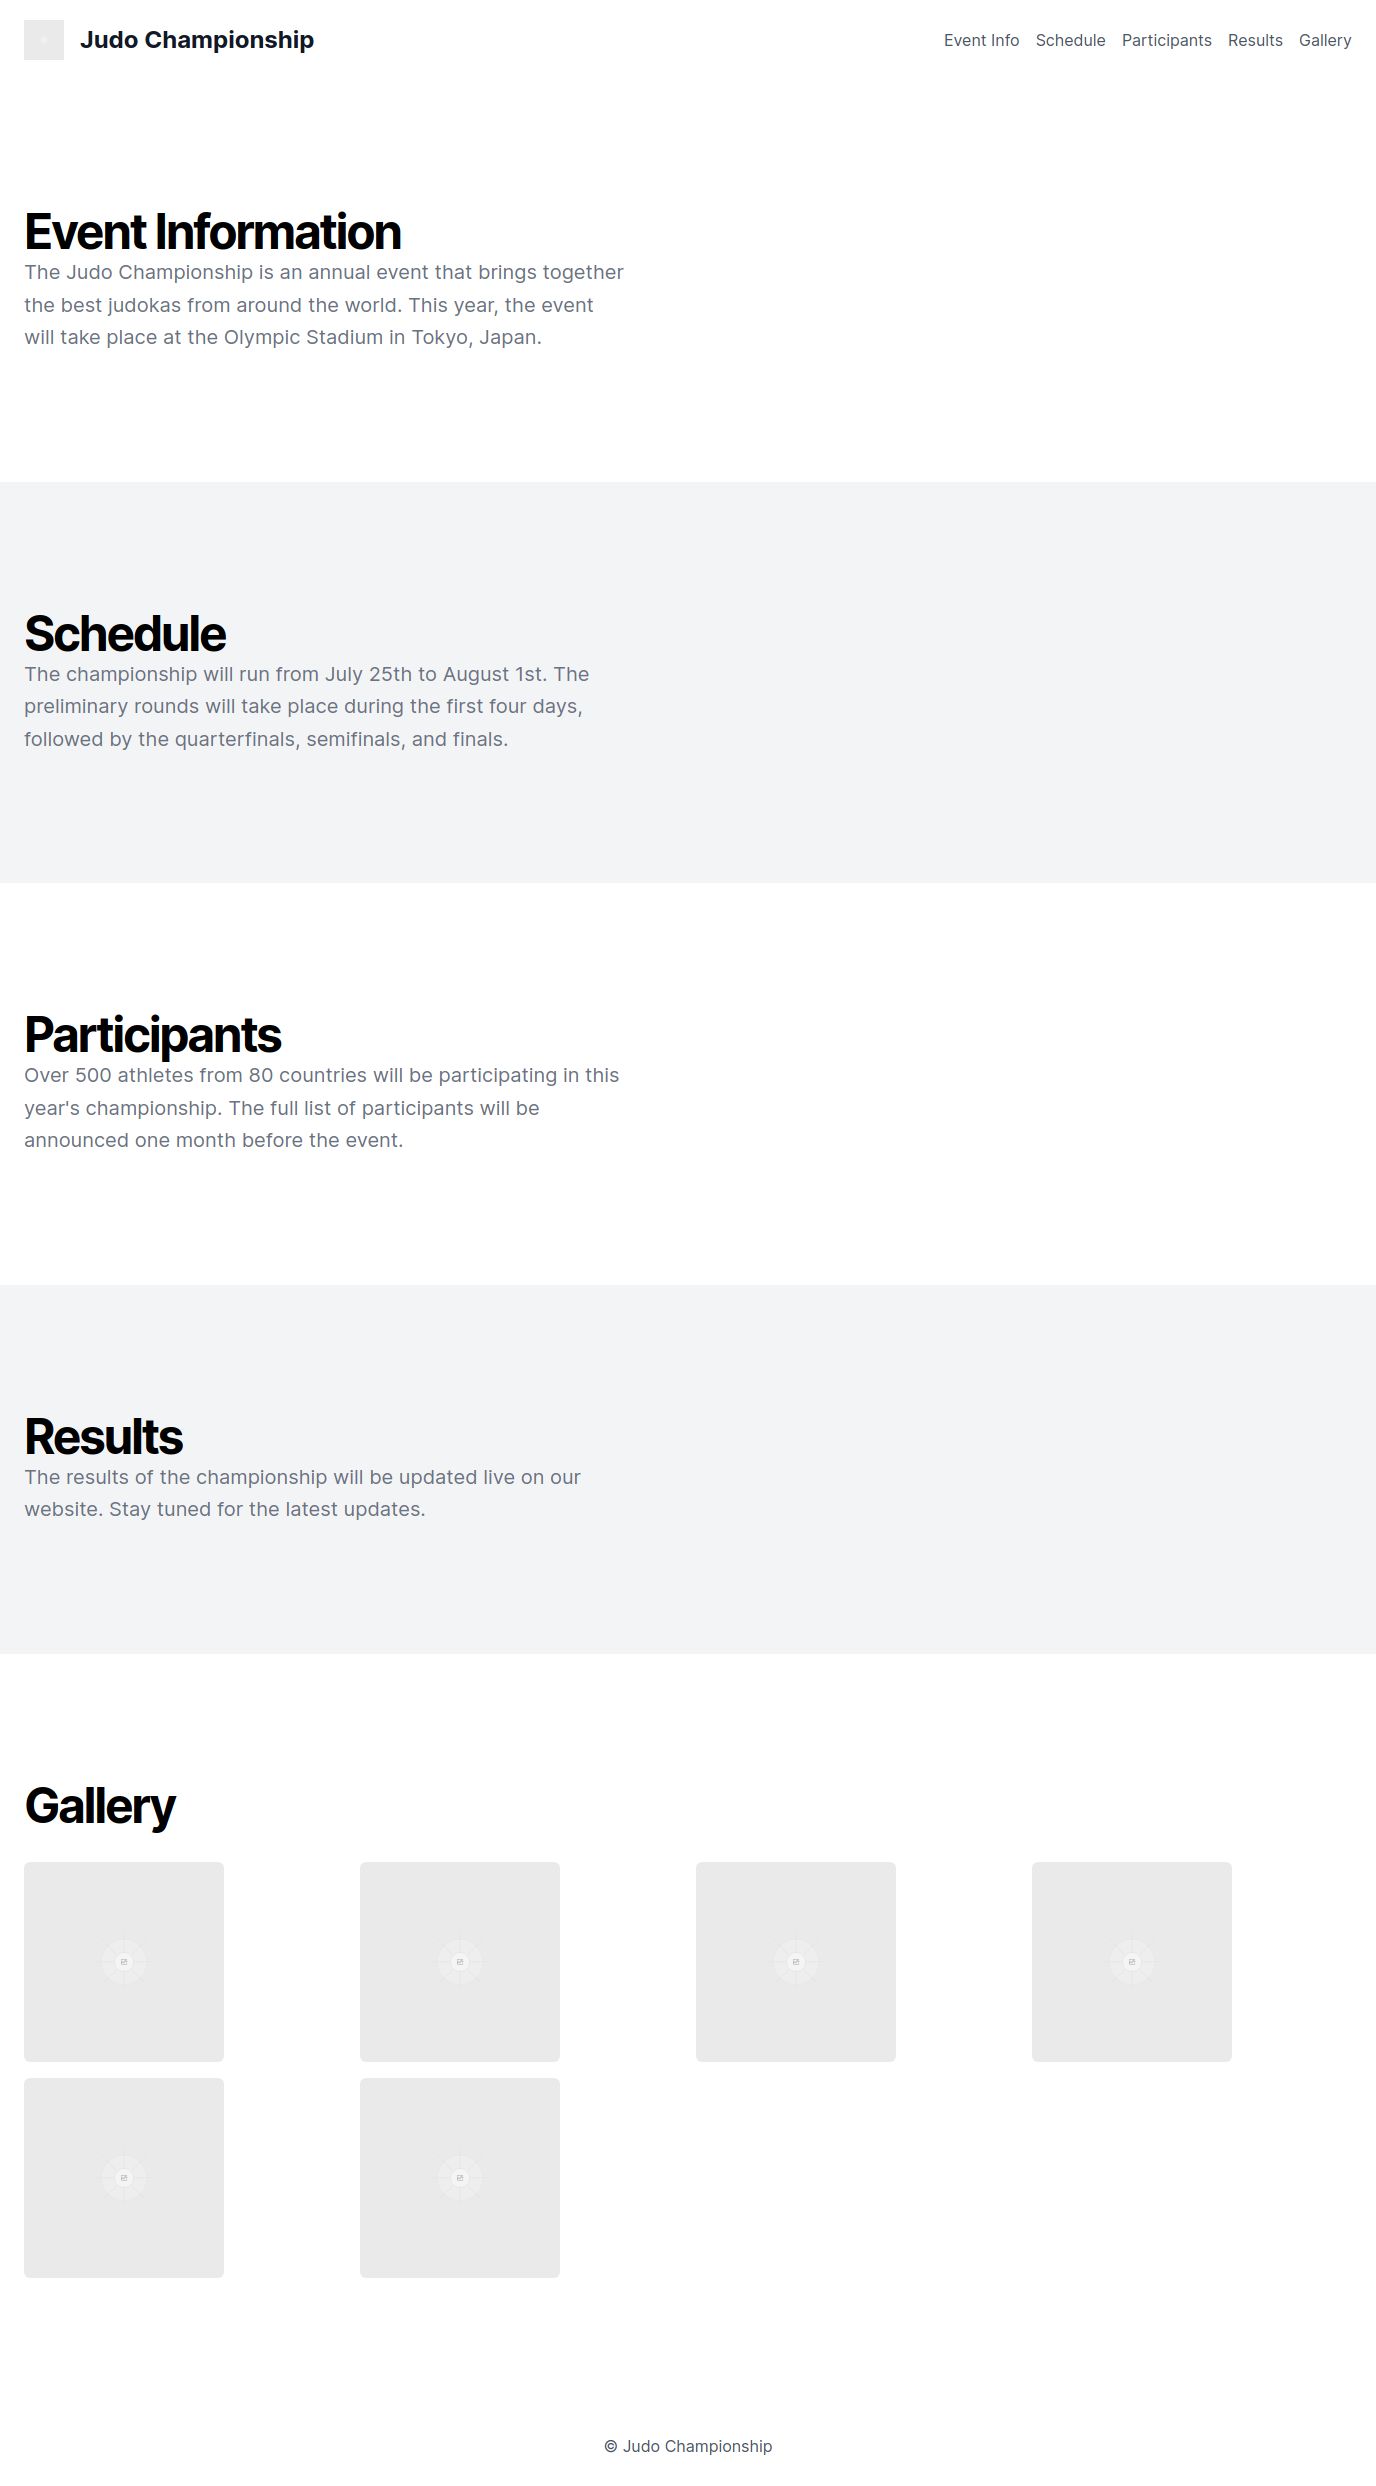 Judo Championship
Event Info Schedule Participants Results Gallery
Event Information
The Judo Championship is an annual event that brings together
the best judokas from around the world. This year, the event
will take place at the Olympic Stadium in Tokyo, Japan.
Schedule
The championship will run from July 25th to August 1st. The
preliminary rounds will take place during the first four days,
followed by the quarterfinals, semifinals, and finals.
Participants
Over 500 athletes from 80 countries will be participating in this
year's championship. The full list of participants will be
announced one month before the event.
Results
The results of the championship will be updated live on our
website. Stay tuned for the latest updates.
Gallery
© Judo Championship